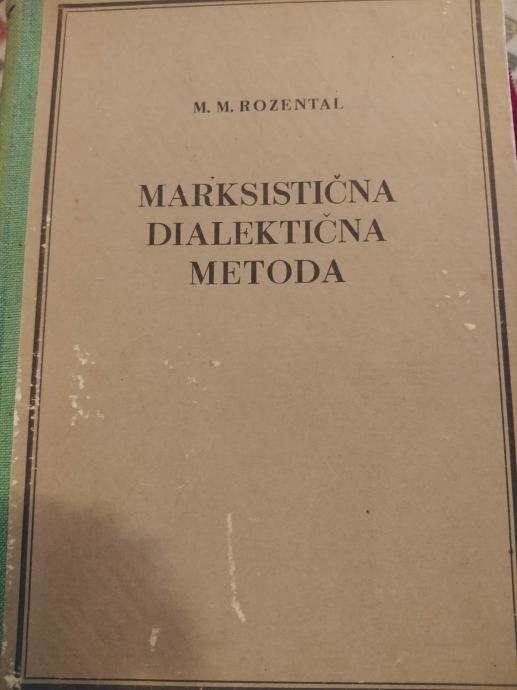 M. M. ROZENTAL
MARKSISTIČNA
DIALEKTIČNA
METODA